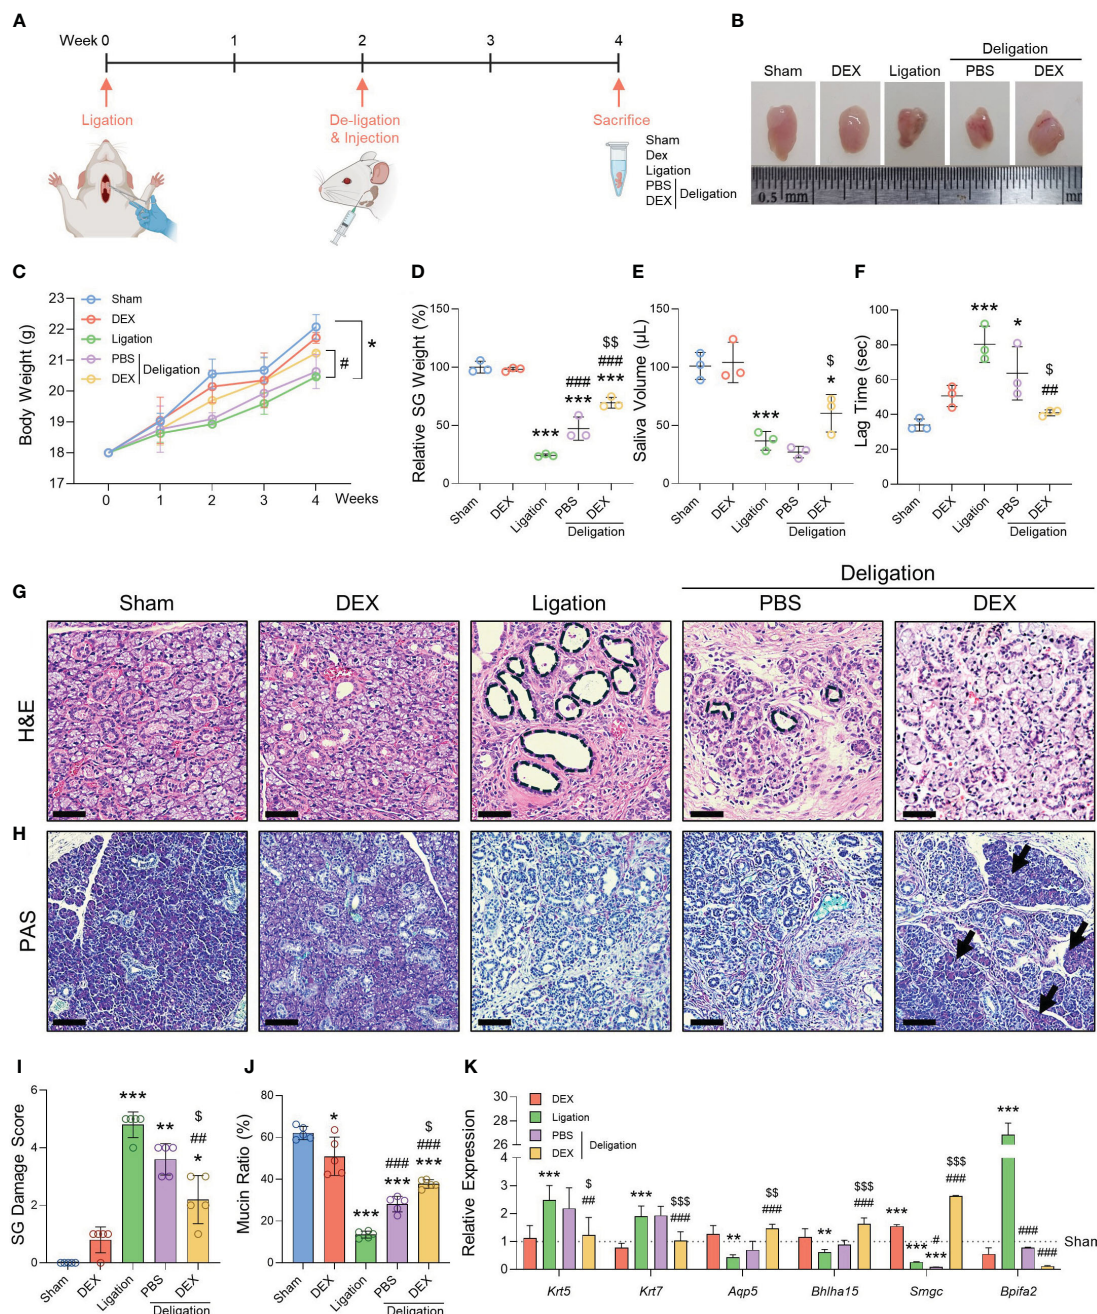 A
Week 0 1 2 3 4
Ligation
De-ligation
& Injection
Sacrifice
Sham
Dex
Ligation
PBS
DEX
Deligation
B
Deligation
Sham DEX Ligation PBS DEX
0.5 mm
C
Body Weight (g)
23
22
21
20
19
18
17
Sham
DEX
Ligation
PBS
DEX
Deligation
*
#
0 1 2 3 4 Weeks
D
Relative SG Weight (%)
150
100
50
0
***
###
***
$$
###
***
Sham DEX Ligation PBS DEX
Deligation
E
Saliva Volume (µL)
150
100
50
0
***
$
*
Sham DEX Ligation PBS DEX
Deligation
F
Lag Time (sec)
100
80
60
40
20
0
***
*
$
##
Sham DEX Ligation PBS DEX
Deligation
Deligation
G
Sham DEX Ligation PBS DEX
H&E
H
PAS
I
SG Damage Score
6
4
2
0
***
**
$
##
*
Sham DEX Ligation PBS DEX
Deligation
J
Mucin Ratio (%)
80
60
40
20
0
*
***
###
***
$
###
***
Sham DEX Ligation PBS DEX
Deligation
K
Relative Expression
30
28
26
4
3
2
1
0
DEX
Ligation
PBS
DEX
Deligation
***
$
##
***
$$$
###
**
$$
###
**
$$$
###
***
***
#
***
$$$
###
***
###
###
Sham
Krt5 Krt7 Aqp5 Bhlha15 Smgc Bpifa2